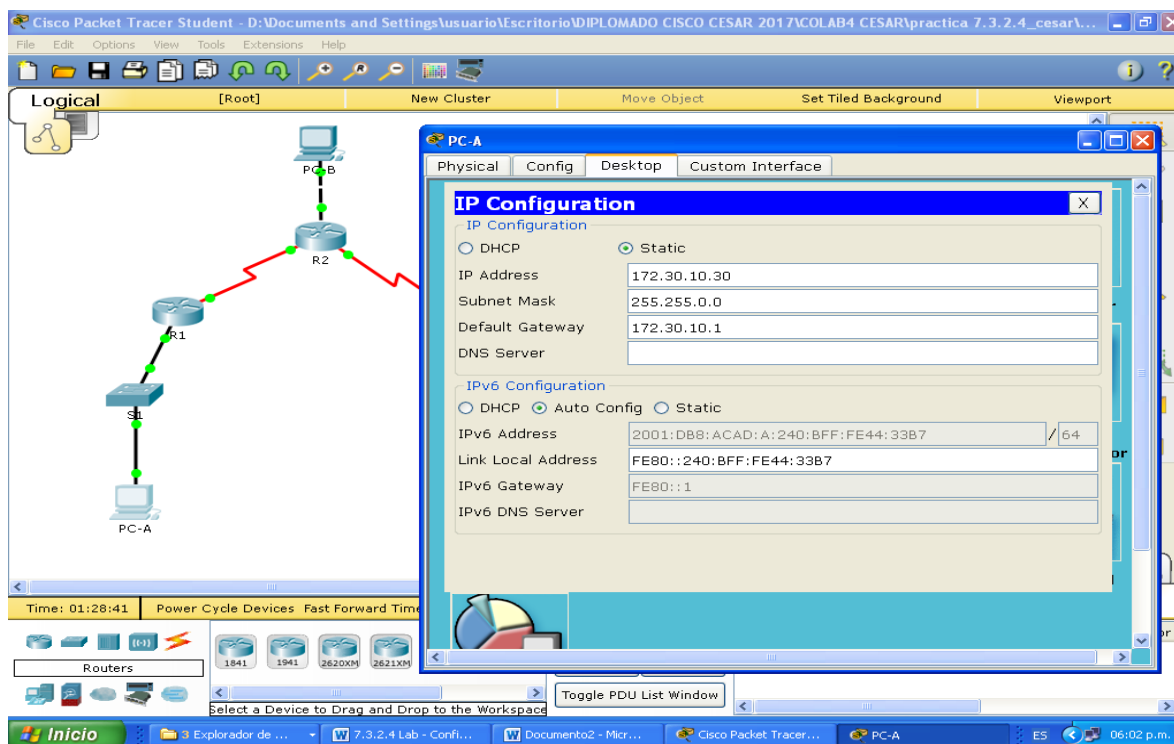 Cisco Packet Tracer Student - D:\Documents and Settings\usuario\Escritorio\DIPLOMADO CISCO CESAR 2017\COLAB4 CESAR\practica 7.3.2.4_cesar\...
File Edit Options View Tools Extensions Help
Logical [Root] New Cluster Move Object Set Tiled Background Viewport
PC-B
R2
R1
S1
PC-A
PC-A
Physical Config Desktop Custom Interface
IP Configuration X
IP Configuration
DHCP Static
IP Address 172.30.10.30
Subnet Mask 255.255.0.0
Default Gateway 172.30.10.1
DNS Server
IPv6 Configuration
DHCP Auto Config Static
IPv6 Address 2001:DB8:ACAD:A:240:BFF:FE44:33B7 / 64
Link Local Address FE80::240:BFF:FE44:33B7
IPv6 Gateway FE80::1
IPv6 DNS Server
or
Time: 01:28:41 Power Cycle Devices Fast Forward Time
Routers
1841 1941 2620XM 2621XM
Select a Device to Drag and Drop to the Workspace
Toggle PDU List Window
Inicio 3 Explorador de ... 7.3.2.4 Lab - Confi... Documento2 - Micr... Cisco Packet Tracer... PC-A ES 06:02 p.m.